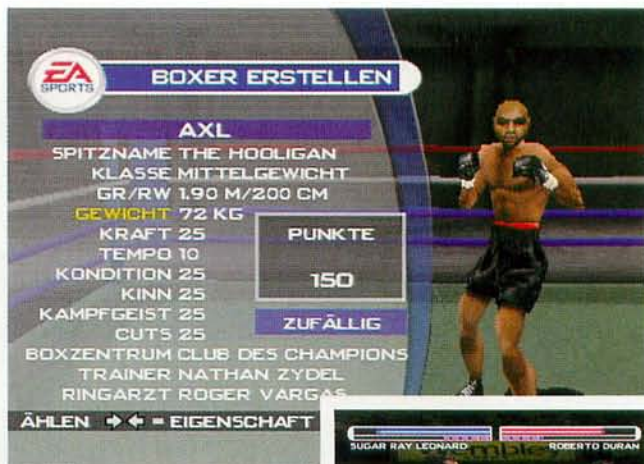 EA
SPORTS
BOXER ERSTELLEN
AXL
SPITZNAME THE HOOLIGAN
KLASSE MITTELGEWICHT
GR/RW 1.90 M/200 CM
GEWICHT 72 KG
KRAFT 25
TEMPO 10
KONDITION 25
KINN 25
KAMPFGEIST 25
CUTS 25
PUNKTE
150
ZUFÄLLIG
BOXZENTRUM CLUB DES CHAMPIONS
TRAINER NATHAN ZYDEL
RINGARZT ROGER VARGAS
ÄHLEN = EIGENSCHAFT
SUGAR RAY LEONARD ROBERTO DURAN